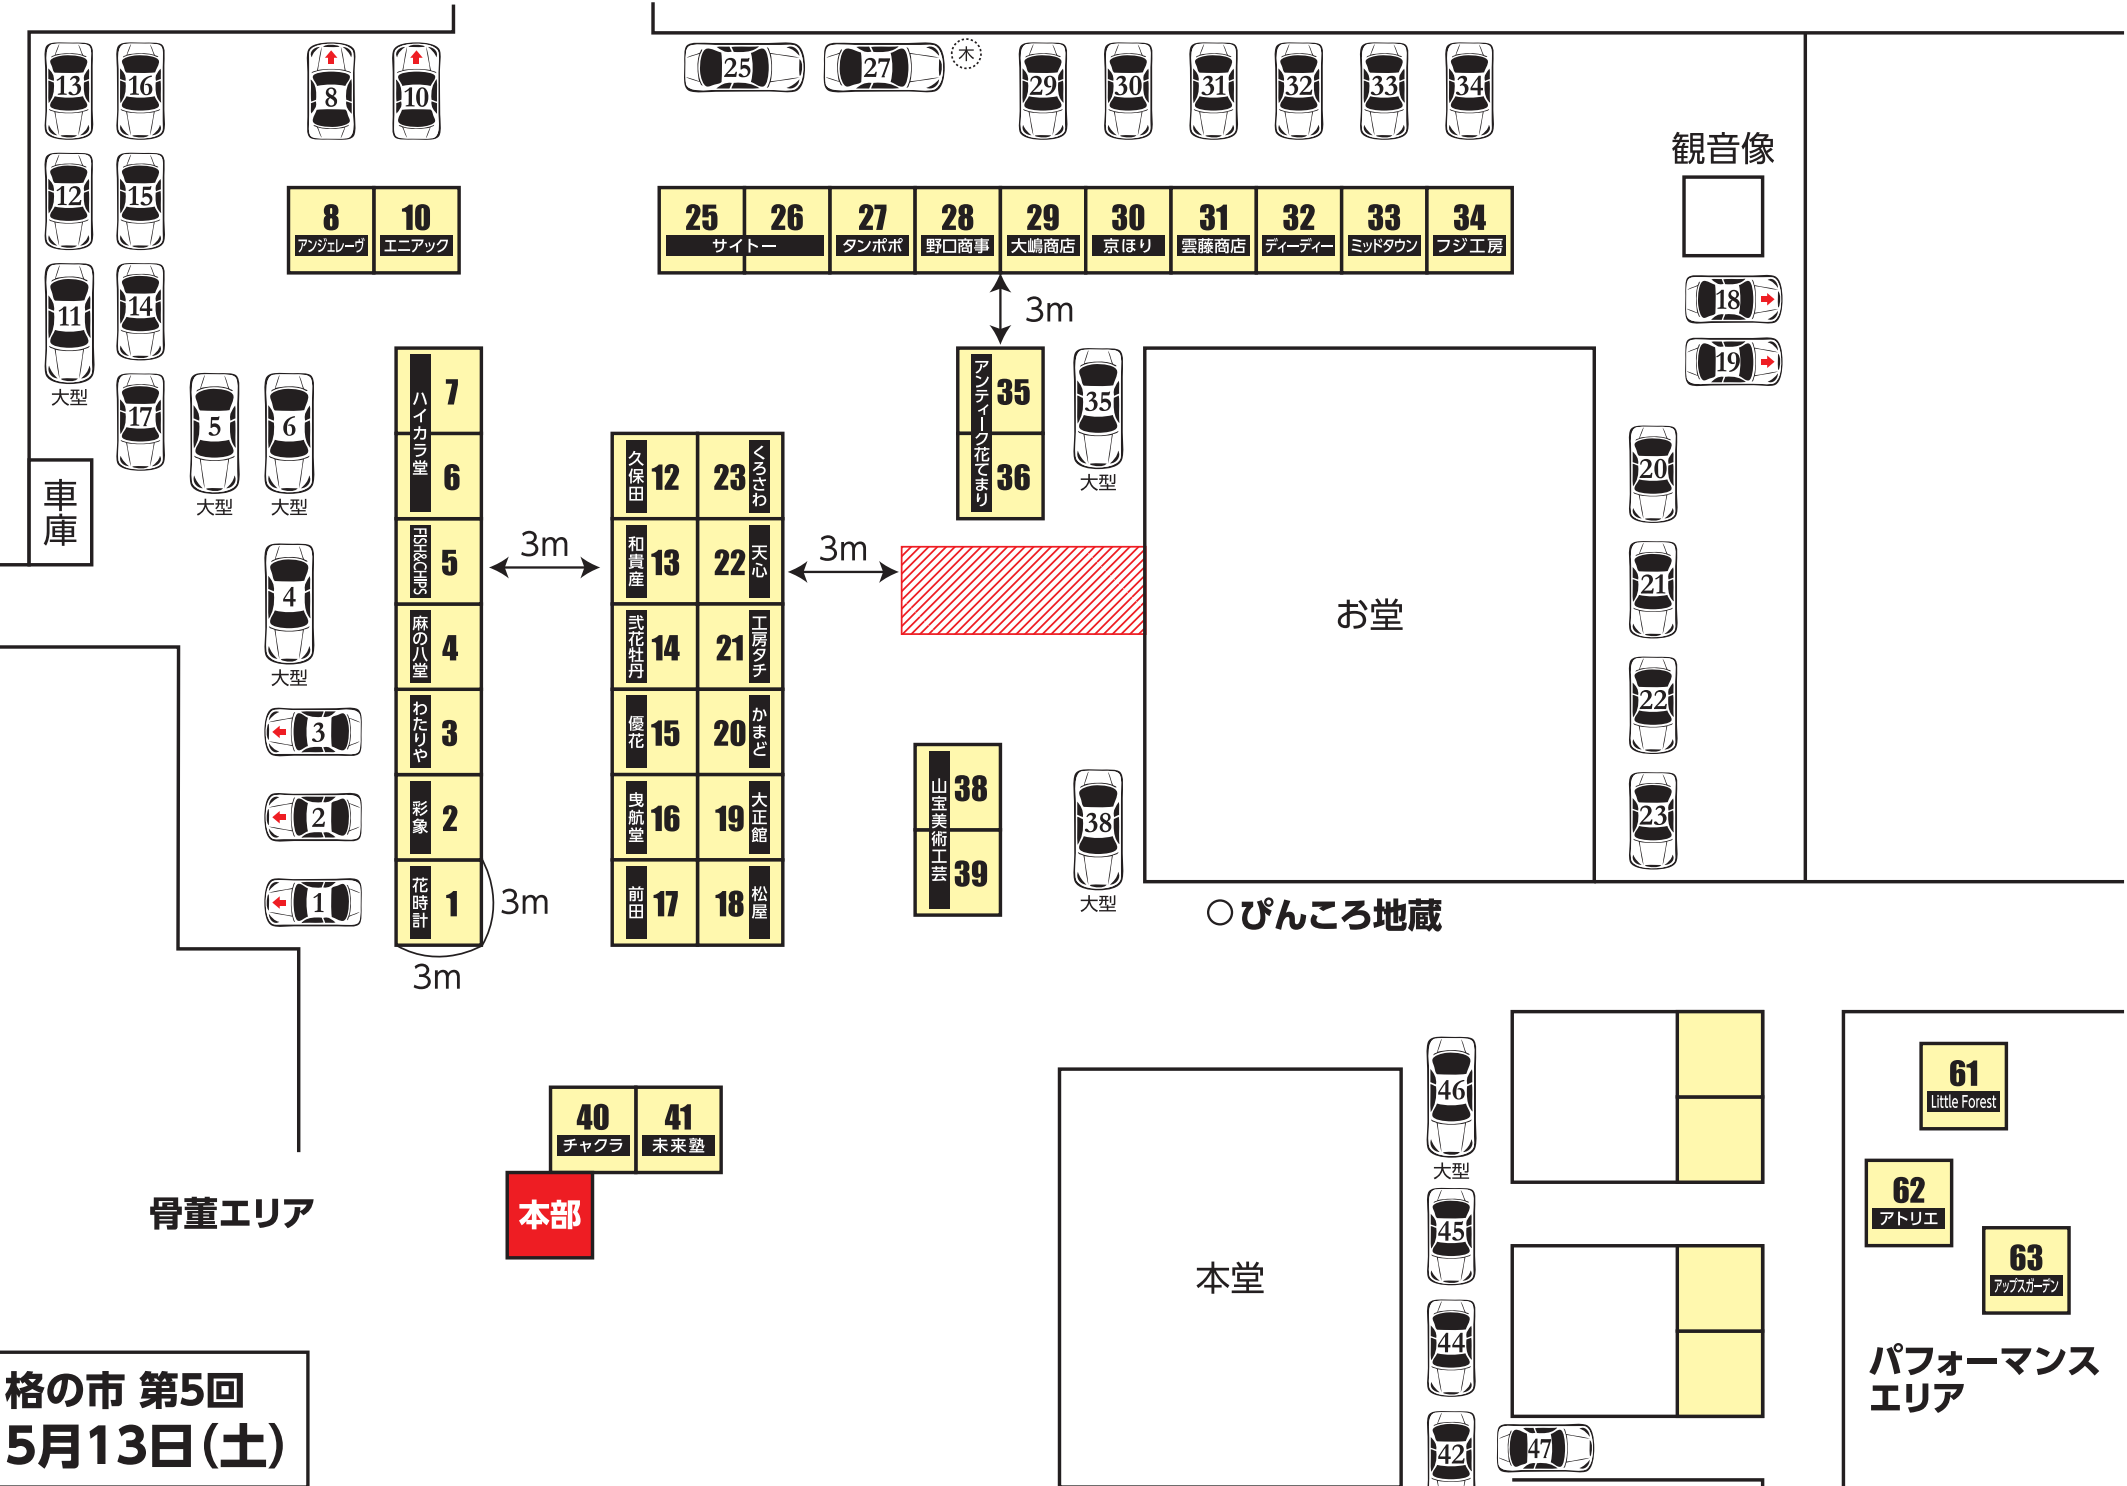 13
16
8
10
25
27
木
29
30
31
32
33
34
12
15
11
大型
14
17
5
大型
6
大型
車庫
4
大型
3
2
1
8
アンジェレーヴ
10
エニアック
25
26
サイトー
27
タンポポ
28
野口商事
29
大嶋商店
30
京ほり
31
雲藤商店
32
ディーディー
33
ミッドタウン
34
フジ工房
3m
観音像
18
19
20
21
22
23
7
6
ハイカラ堂
5
FISH&CHIPS
4
麻の八堂
3
わたりや
2
彩象
1
花時計
3m
3m
3m
12
久保田
13
和貴産
14
弐花牡丹
15
優花
16
曳航堂
17
前田
23
くろさわ
22
天心
21
工房タチ
20
かまど
19
大正館
18
松屋
3m
35
36
アンティーク花てまり
35
大型
38
39
山宝美術工芸
38
大型
お堂
○ぴんころ地蔵
40
チャクラ
41
未来塾
本部
骨董エリア
本堂
46
大型
45
44
42
47
61
Little Forest
62
アトリエ
63
アップスガーデン
パフォーマンス
エリア
格の市 第5回
5月13日(土)